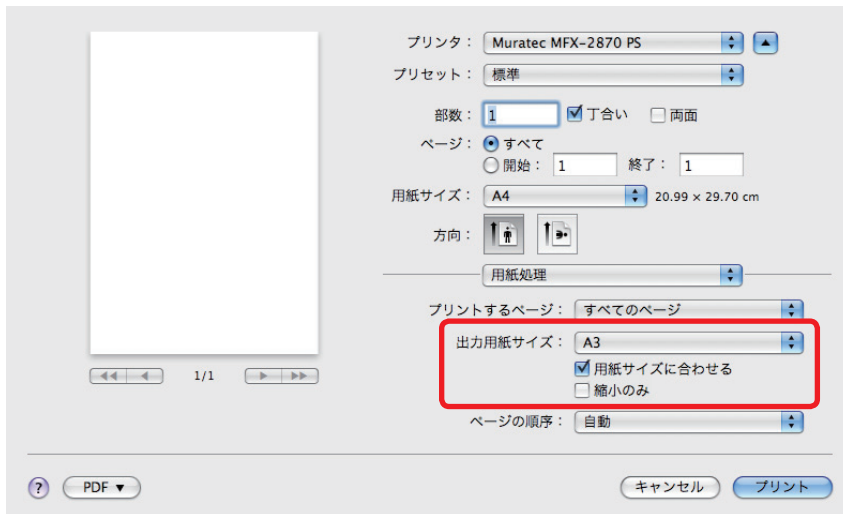 プリンタ： Muratec MFX-2870 PS
プリセット： 標準
部数： 1 丁合い 両面
ページ： すべて
開始： 1 終了： 1
用紙サイズ： A4 20.99 × 29.70 cm
方向：
用紙処理
プリントするページ： すべてのページ
出力用紙サイズ： A3
用紙サイズに合わせる
縮小のみ
1/1
ページの順序： 自動
? PDF ▼ キャンセル プリント